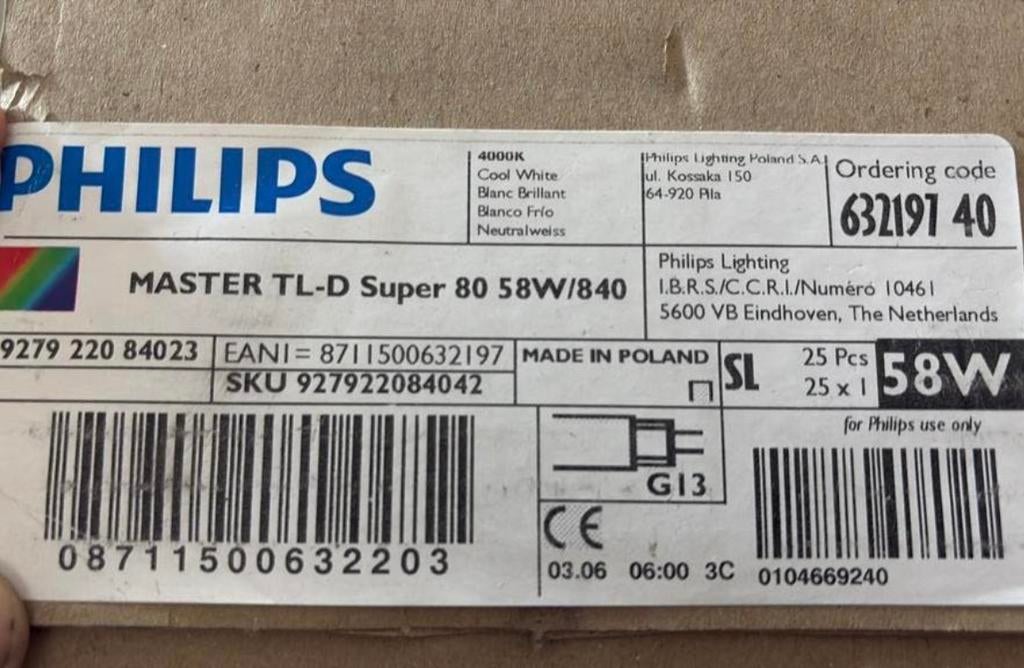 PHILIPS
4000K
Cool White
Blanc Brillant
Blanco Frío
Neutralweiss
Philips Lighting Poland S.A.
ul. Kossaka 150
64-920 Piła
Ordering code
632197 40
MASTER TL-D Super 80 58W/840
Philips Lighting
I.B.R.S./C.C.R.I./Numéro 10461
5600 VB Eindhoven, The Netherlands
9279 220 84023
EAN1= 8711500632197
SKU 927922084042
MADE IN POLAND
SL
25 Pcs
25 x 1
58W
for Philips use only
G13
CE
08711500632203
03.06 06:00 3C
0104669240